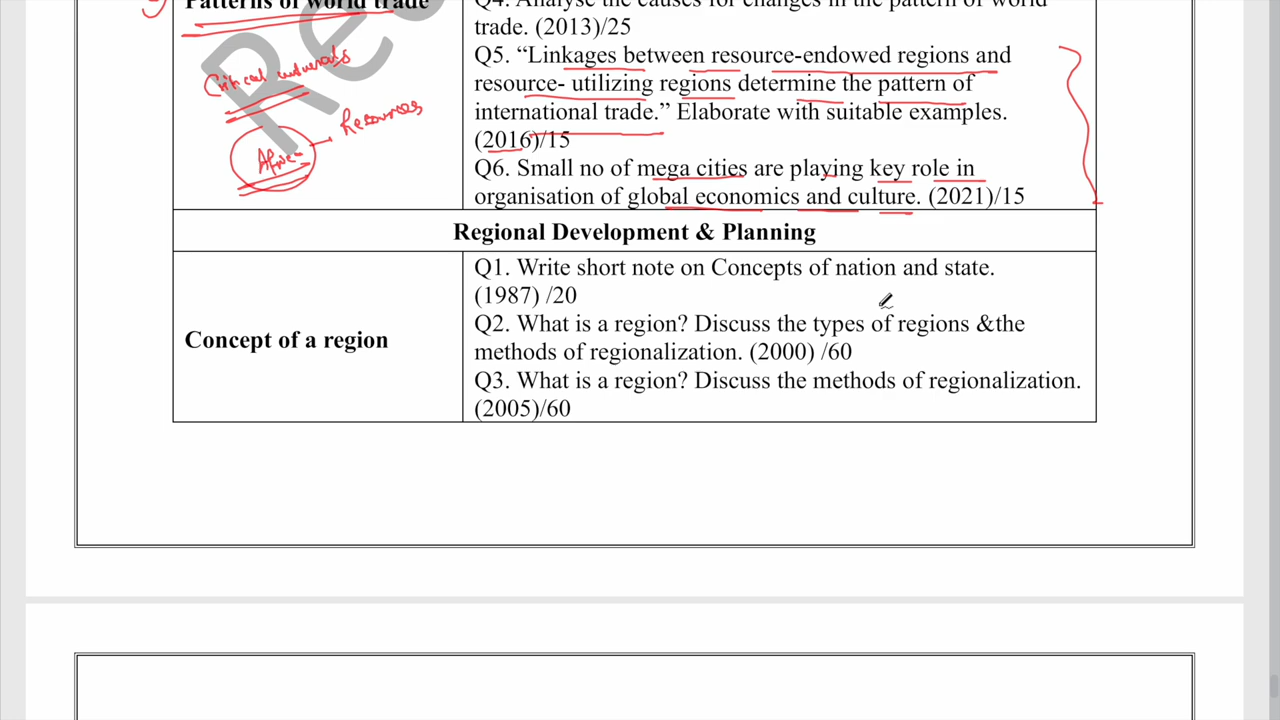 Patterns of world trade
Critical minerals
Africa → Resources
Q4. Analyse the causes for changes in the pattern of world
trade. (2013)/25
Q5. “Linkages between resource-endowed regions and
resource- utilizing regions determine the pattern of
international trade.” Elaborate with suitable examples.
(2016)/15
Q6. Small no of mega cities are playing key role in
organisation of global economics and culture. (2021)/15
Regional Development & Planning
Concept of a region
Q1. Write short note on Concepts of nation and state.
(1987) /20
Q2. What is a region? Discuss the types of regions &the
methods of regionalization. (2000) /60
Q3. What is a region? Discuss the methods of regionalization.
(2005)/60